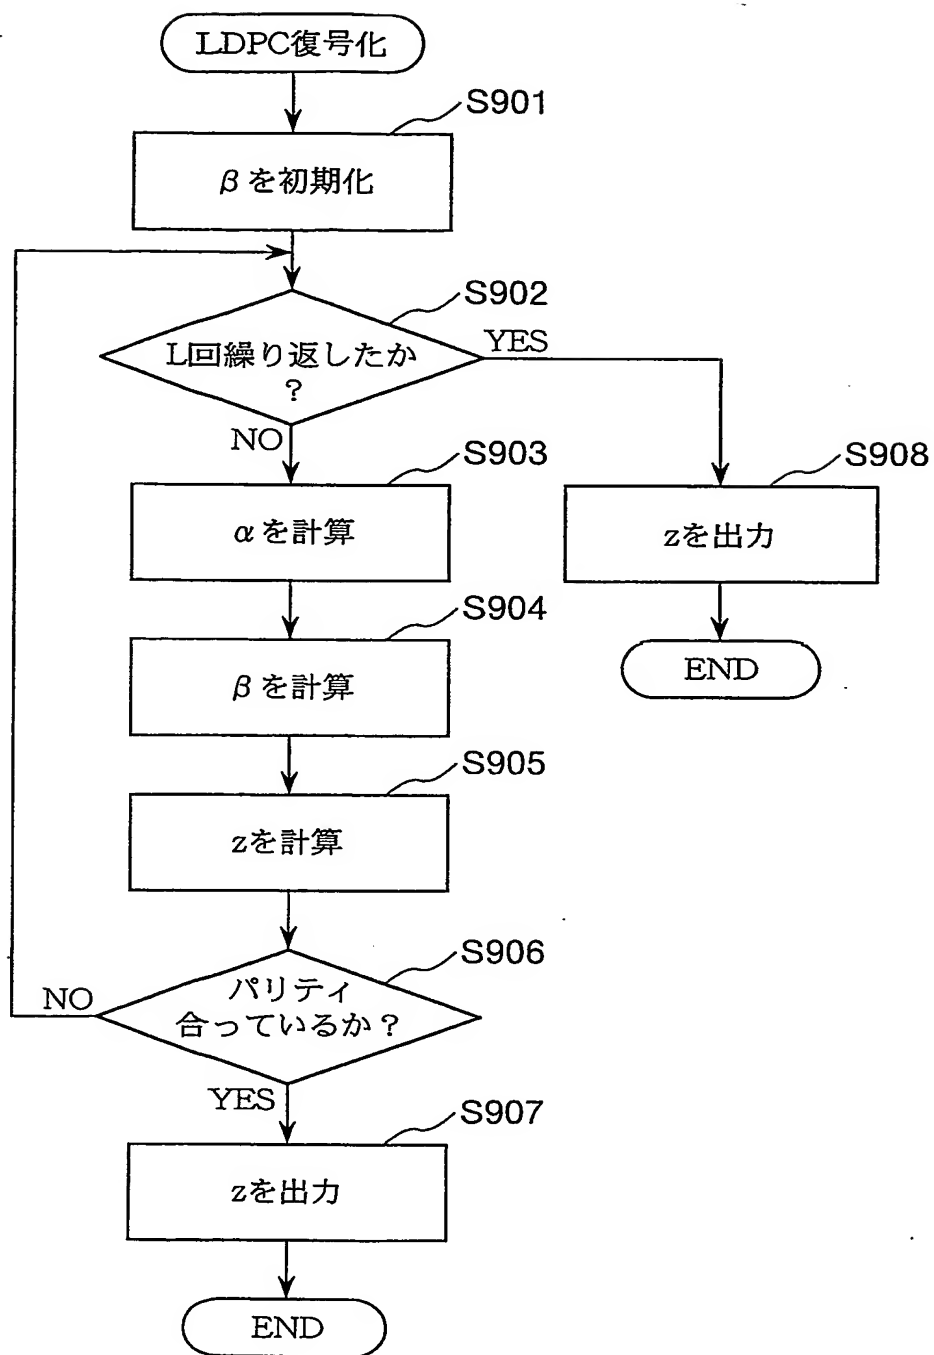 LDPC復号化
S901
βを初期化
S902
YES
L回繰り返したか
?
NO
S903
S908
αを計算
zを出力
S904
βを計算
END
S905
zを計算
S906
パリティ
NO
合っているか?
YES
S907
zを出力
END